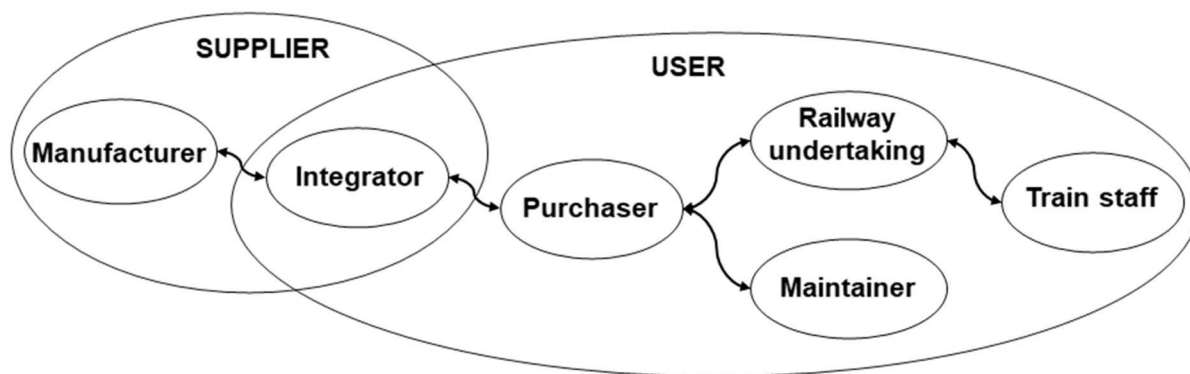 SUPPLIER
USER
Manufacturer
Integrator
Purchaser
Railway
undertaking
Train staff
Maintainer